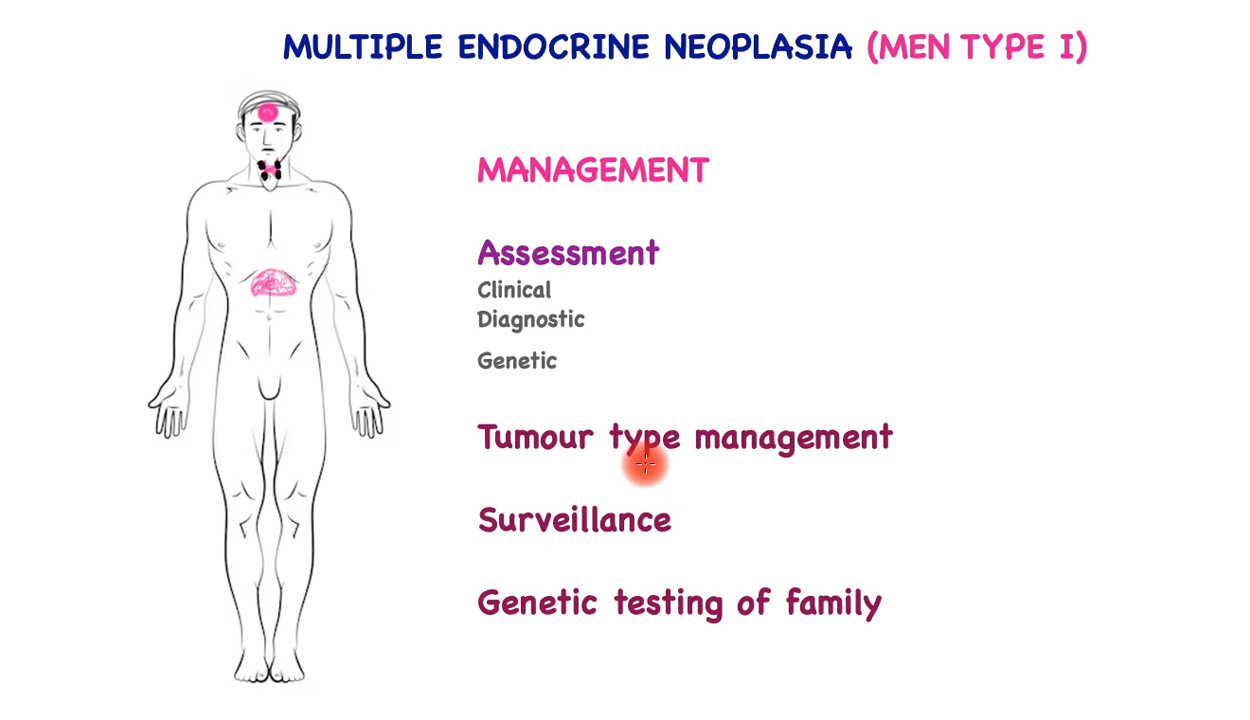 MULTIPLE ENDOCRINE NEOPLASIA (MEN TYPE I)
MANAGEMENT
Assessment
Clinical
Diagnostic
Genetic
Tumour type management
Surveillance
Genetic testing of family